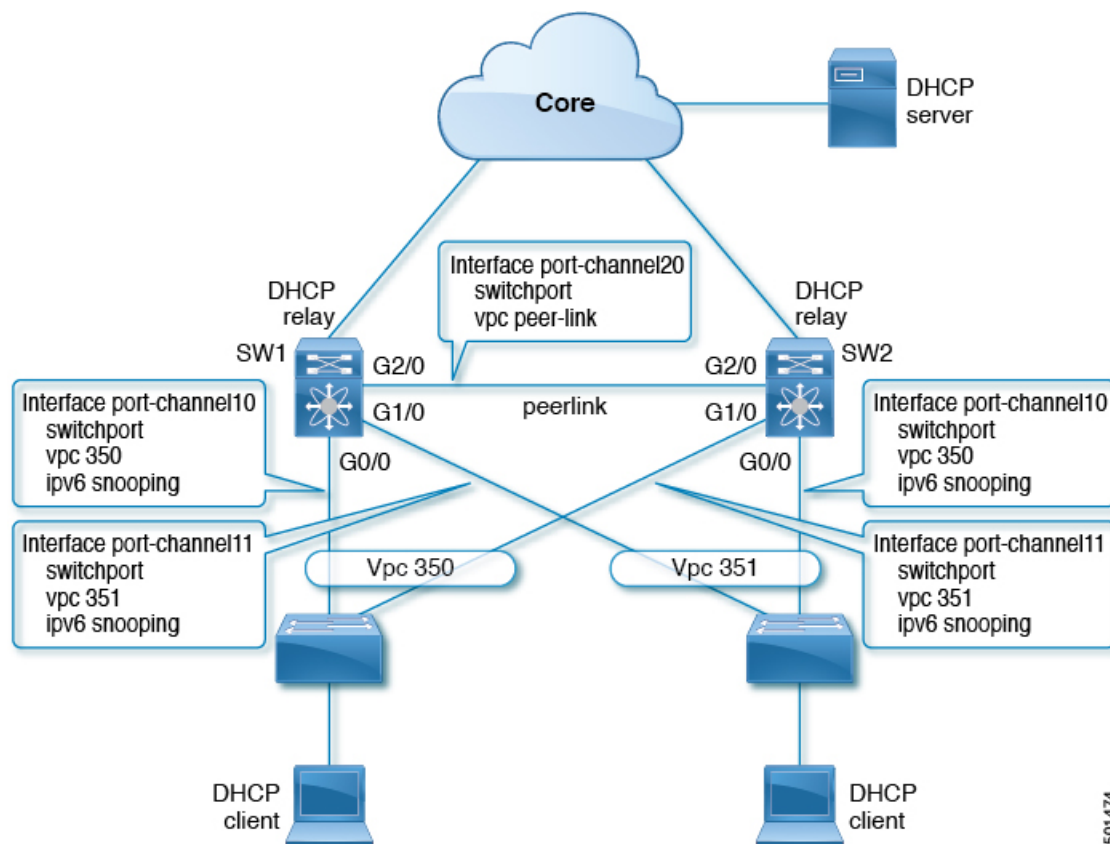 Core
DHCP
server
Interface port-channel20
switchport
vpc peer-link
DHCP
relay
DHCP
relay
SW1
G2/0
G2/0
SW2
Interface port-channel10
switchport
vpc 350
ipv6 snooping
G1/0
peerlink
G1/0
Interface port-channel10
switchport
vpc 350
ipv6 snooping
G0/0
G0/0
Interface port-channel11
switchport
vpc 351
ipv6 snooping
Vpc 350
Vpc 351
Interface port-channel11
switchport
vpc 351
ipv6 snooping
DHCP
client
DHCP
client
501474